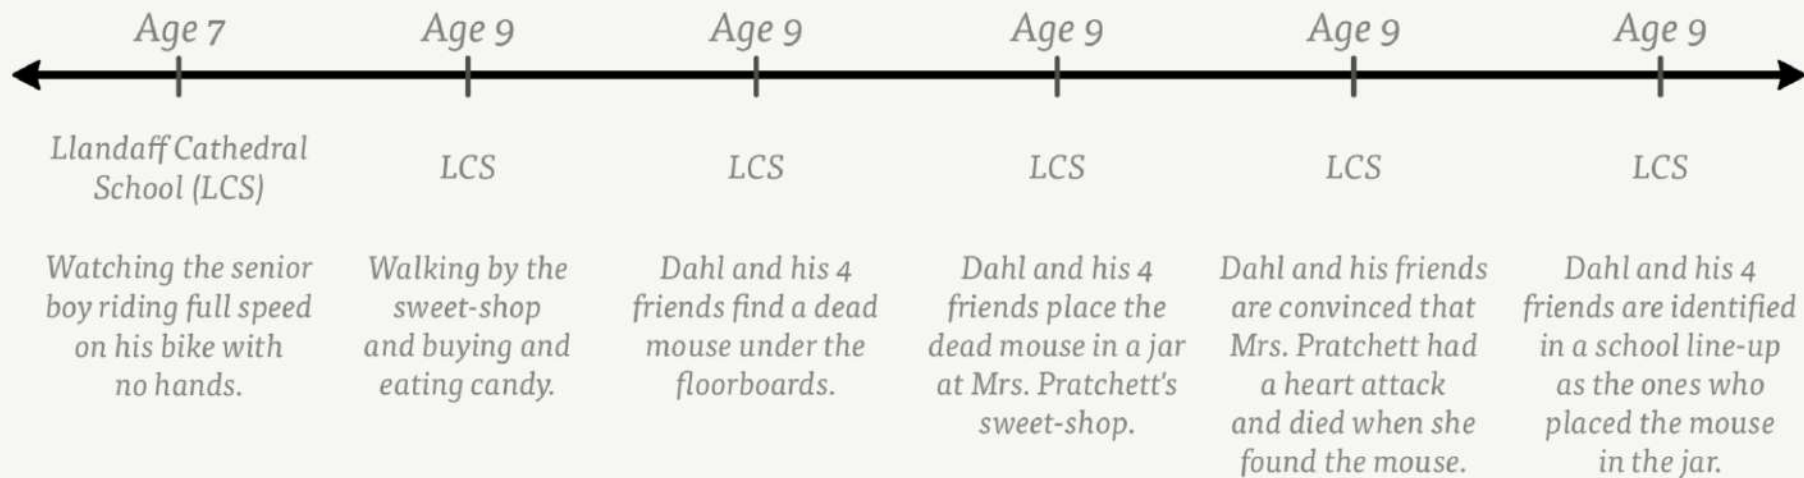 Age 7
Age 9
Age 9
Age 9
Age 9
Age 9
Llandaff Cathedral
School (LCS)
LCS
LCS
LCS
LCS
LCS
Watching the senior
boy riding full speed
on his bike with
no hands.
Walking by the
sweet-shop
and buying and
eating candy.
Dahl and his 4
friends find a dead
mouse under the
floorboards.
Dahl and his 4
friends place the
dead mouse in a jar
at Mrs. Pratchett's
sweet-shop.
Dahl and his friends
are convinced that
Mrs. Pratchett had
a heart attack
and died when she
found the mouse.
Dahl and his 4
friends are identified
in a school line-up
as the ones who
placed the mouse
in the jar.